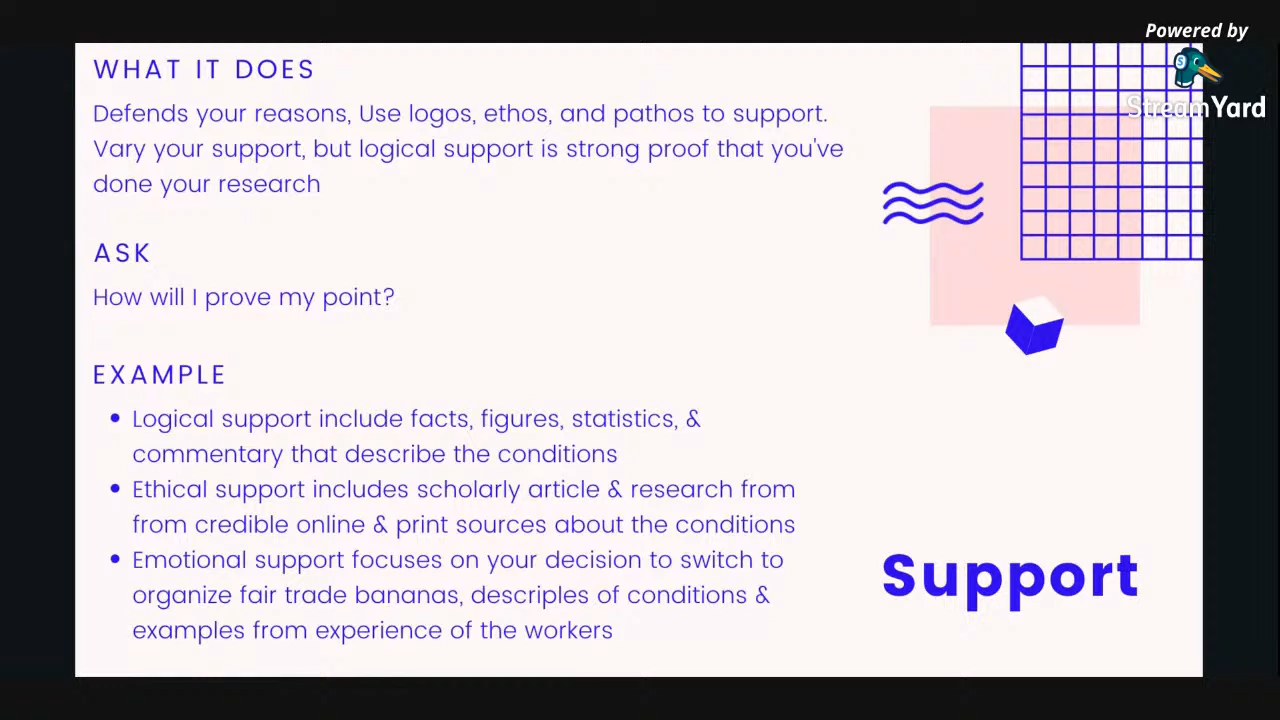 Powered by
StreamYard
WHAT IT DOES
Defends your reasons, Use logos, ethos, and pathos to support.
Vary your support, but logical support is strong proof that you've
done your research
ASK
How will I prove my point?
EXAMPLE
• Logical support include facts, figures, statistics, &
commentary that describe the conditions
• Ethical support includes scholarly article & research from
from credible online & print sources about the conditions
• Emotional support focuses on your decision to switch to
organize fair trade bananas, descriples of conditions &
examples from experience of the workers
Support